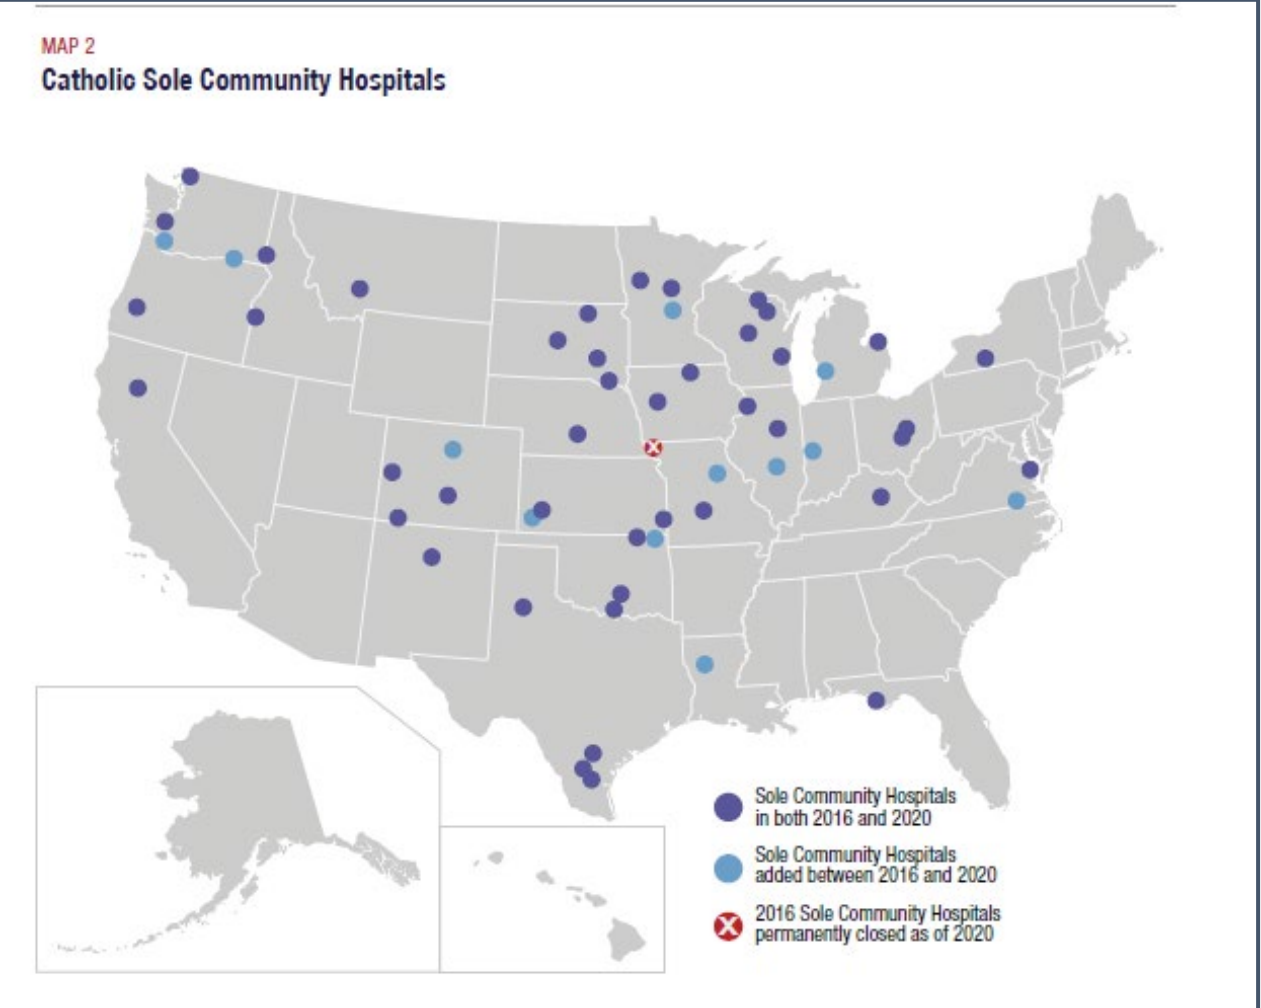 MAP 2
Catholic Sole Community Hospitals
Sole Community Hospitals
in both 2016 and 2020
Sole Community Hospitals
added between 2016 and 2020
2016 Sole Community Hospitals
permanently closed as of 2020